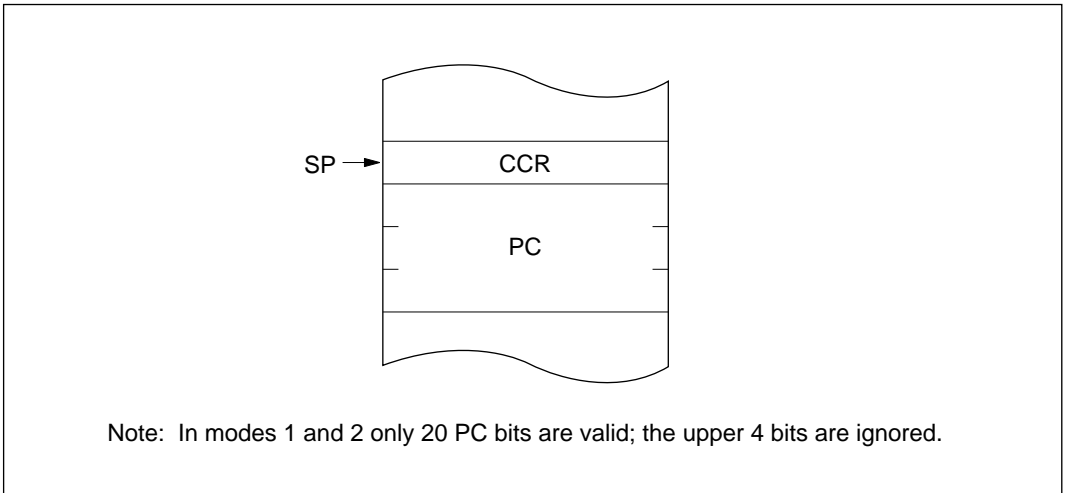 SP
CCR
PC
Note: In modes 1 and 2 only 20 PC bits are valid; the upper 4 bits are ignored.